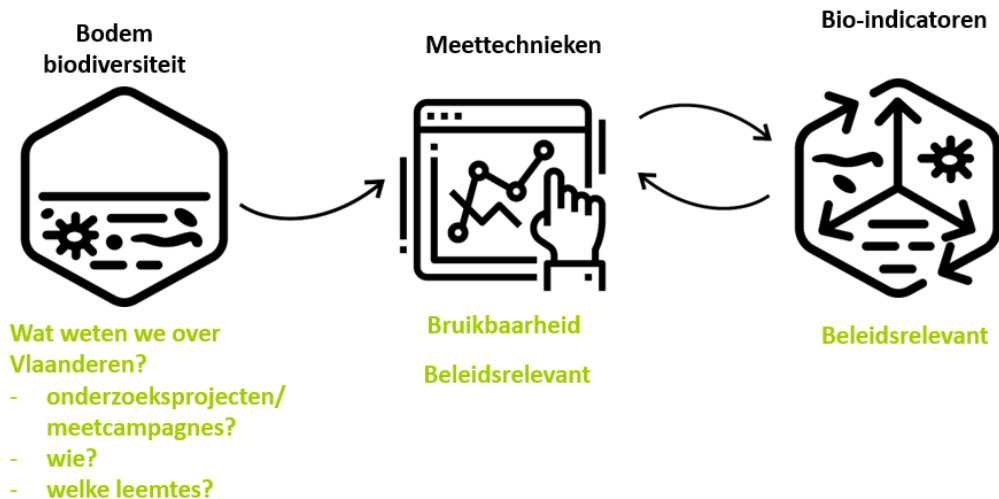 Bodem
biodiversiteit
Meettechnieken
Bio-indicatoren
Wat weten we over
Vlaanderen?
- onderzoeksprojecten/
meetcampagnes?
- wie?
- welke leemtes?
Bruikbaarheid
Beleidsrelevant
Beleidsrelevant